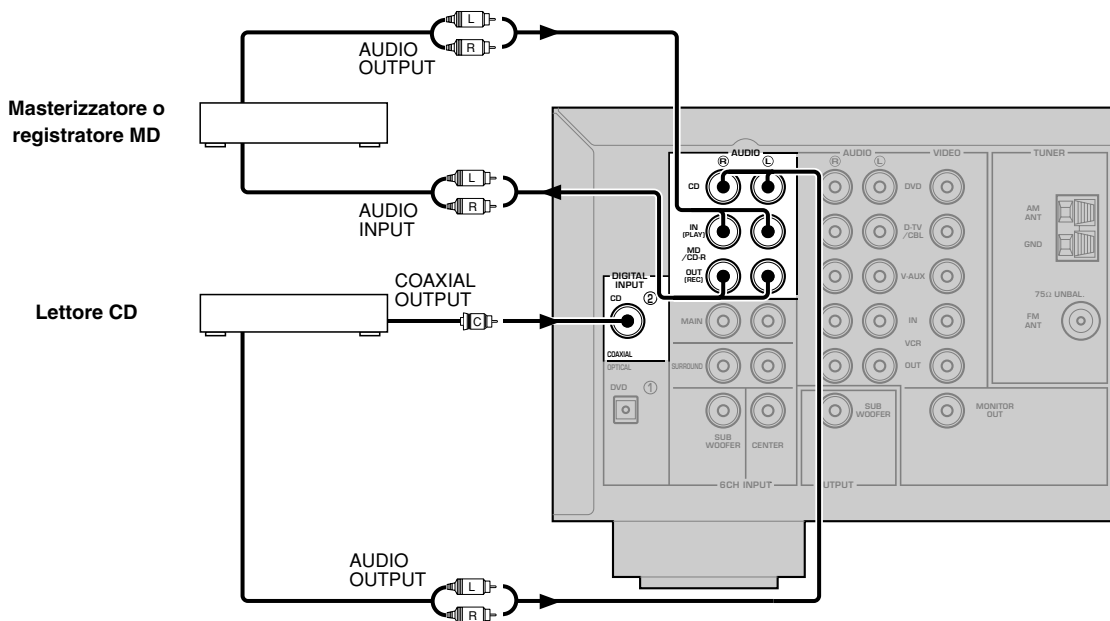 L
R
AUDIO
OUTPUT
Masterizzatore o
registratore MD
L
R
AUDIO
INPUT
COAXIAL
OUTPUT
C
Lettore CD
AUDIO
OUTPUT
L
R
AUDIO
R L
CD
IN
(PLAY)
MD
/CD-R
OUT
(REC)
DIGITAL
INPUT
CD ②
COAXIAL
OPTICAL
DVD ①
MAIN
SURROUND
SUB
WOOFER
CENTER
6CH INPUT
AUDIO
R L
VIDEO
DVD
D-TV
/CBL
V-AUX
IN
VCR
OUT
SUB
WOOFER
UTPUT
MONITOR
OUT
TUNER
AM
ANT
GND
75Ω UNBAL.
FM
ANT